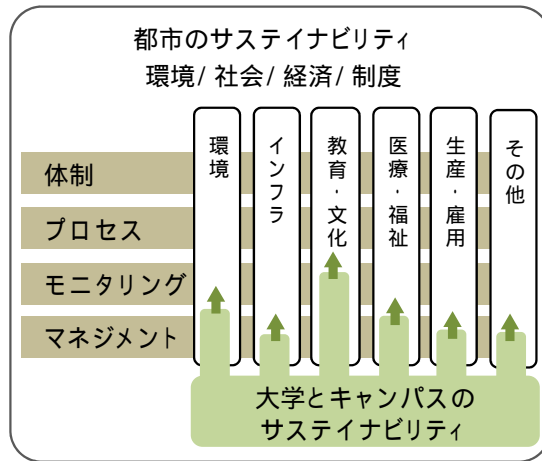 都市のサステイナビリティ
環境/ 社会/ 経済/ 制度
環境
インフラ
教育・文化
医療・福祉
生産・雇用
その他
体制
プロセス
モニタリング
マネジメント
大学とキャンパスの
サステイナビリティ